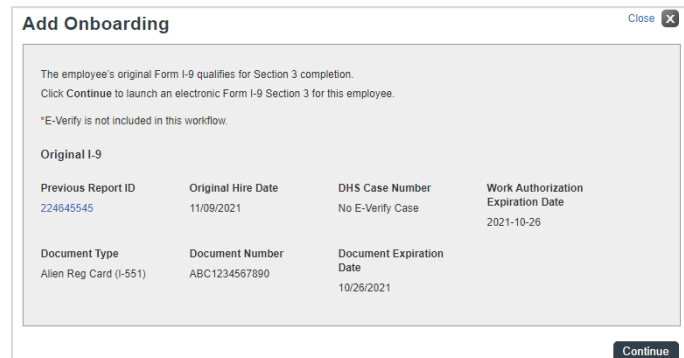 Add Onboarding
Close X
The employee's original Form I-9 qualifies for Section 3 completion.
Click Continue to launch an electronic Form I-9 Section 3 for this employee.
*E-Verify is not included in this workflow.
Original I-9
Previous Report ID
224645545
Original Hire Date
11/09/2021
DHS Case Number
No E-Verify Case
Work Authorization
Expiration Date
2021-10-26
Document Type
Alien Reg Card (I-551)
Document Number
ABC1234567890
Document Expiration
Date
10/26/2021
Continue